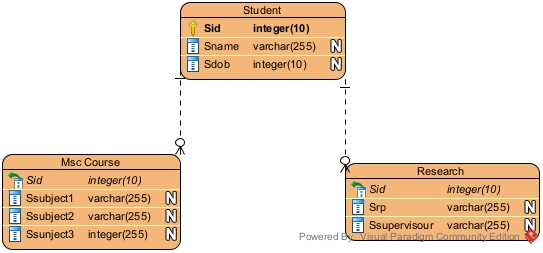 Student
Sid integer(10)
Sname varchar(255) N
Sdob integer(10) N
Msc Course
Sid integer(10)
Ssubject1 varchar(255) N
Ssubject2 varchar(255) N
Ssunject3 integer(255) N
Research
Sid integer(10)
Srp varchar(255) N
Ssupervisour varchar(255) N
Powered By: Visual Paradigm Community Edition